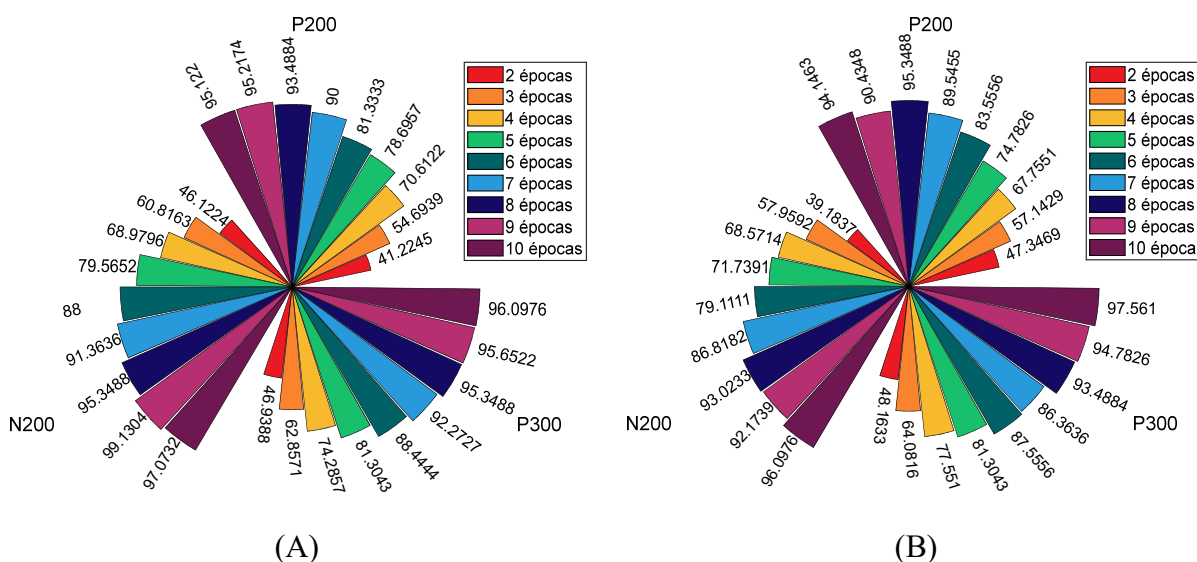 P200
95.122
95.2174
93.4884
90
81.3333
78.6957
70.6122
54.6939
41.2245
46.1224
60.8163
68.9796
79.5652
88
91.3636
95.3488
99.1304
97.0732
N200
46.9388
62.8571
74.2857
81.3043
88.4444
92.2727
95.3488
95.6522
96.0976
P300
2 épocas
3 épocas
4 épocas
5 épocas
6 épocas
7 épocas
8 épocas
9 épocas
10 épocas
(A)
P200
94.1463
90.4348
95.3488
89.5455
83.5556
74.7826
67.7551
57.1429
47.3469
39.1837
57.9592
68.5714
71.7391
79.1111
86.8182
93.0233
92.1739
96.0976
N200
48.1633
64.0816
77.551
81.3043
87.5556
86.3636
93.4884
94.7826
97.561
P300
2 épocas
3 épocas
4 épocas
5 épocas
6 épocas
7 épocas
8 épocas
9 épocas
10 época
(B)